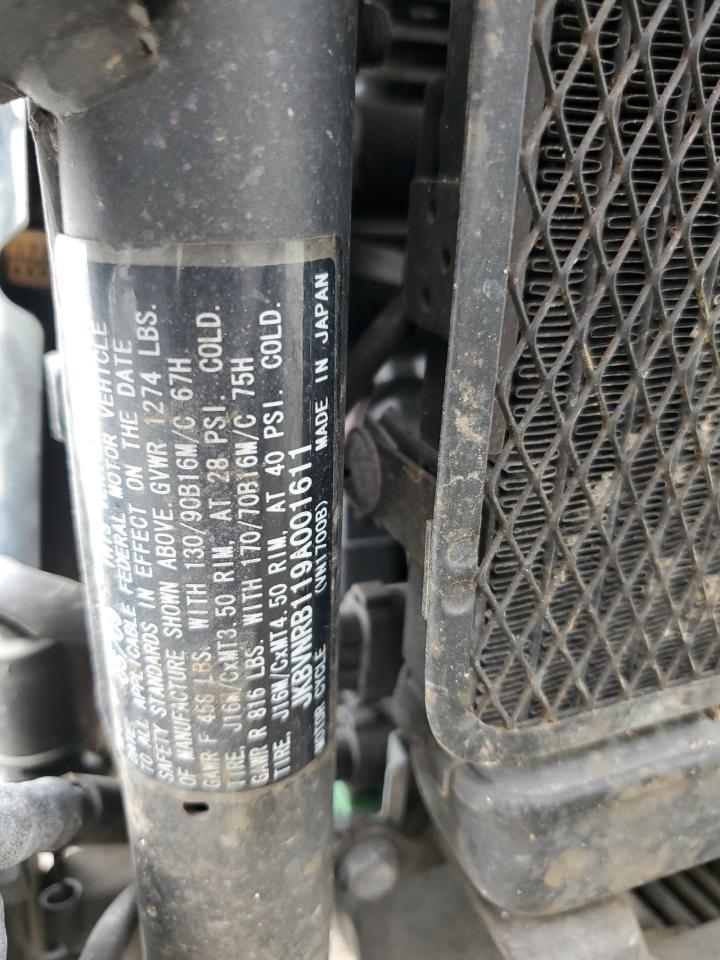 VEHICLE
TO ALL APPLICABLE FEDERAL MOTOR
SAFETY STANDARDS IN EFFECT ON THE DATE
OF MANUFACTURE SHOWN ABOVE. GVWR 1274 LBS.
GAWR F 458 LBS. WITH 130/90B16M/C 67H
TIRE, J16M/CxMT3.50 RIM, AT 28 PSI. COLD.
GAWR R 816 LBS. WITH 170/70B16M/C 75H
TIRE, J16M/CxMT4.50 RIM, AT 40 PSI. COLD.
JKBVNRB119A001611
MOTOR CYCLE (VN1700B) MADE IN JAPAN